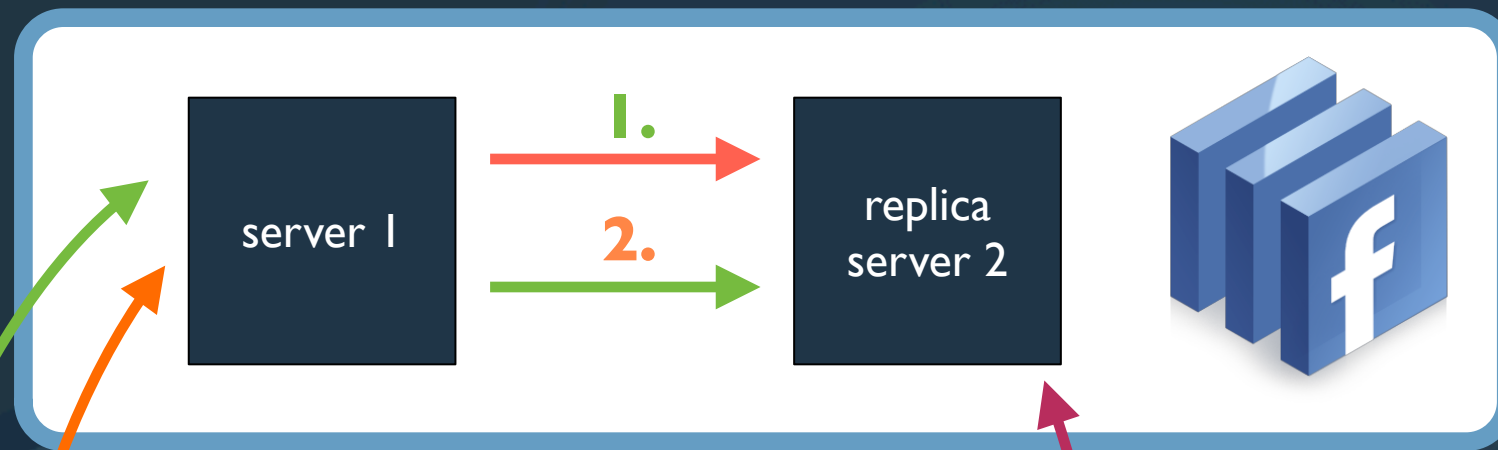 server 1
1.
2.
replica
server 2
f